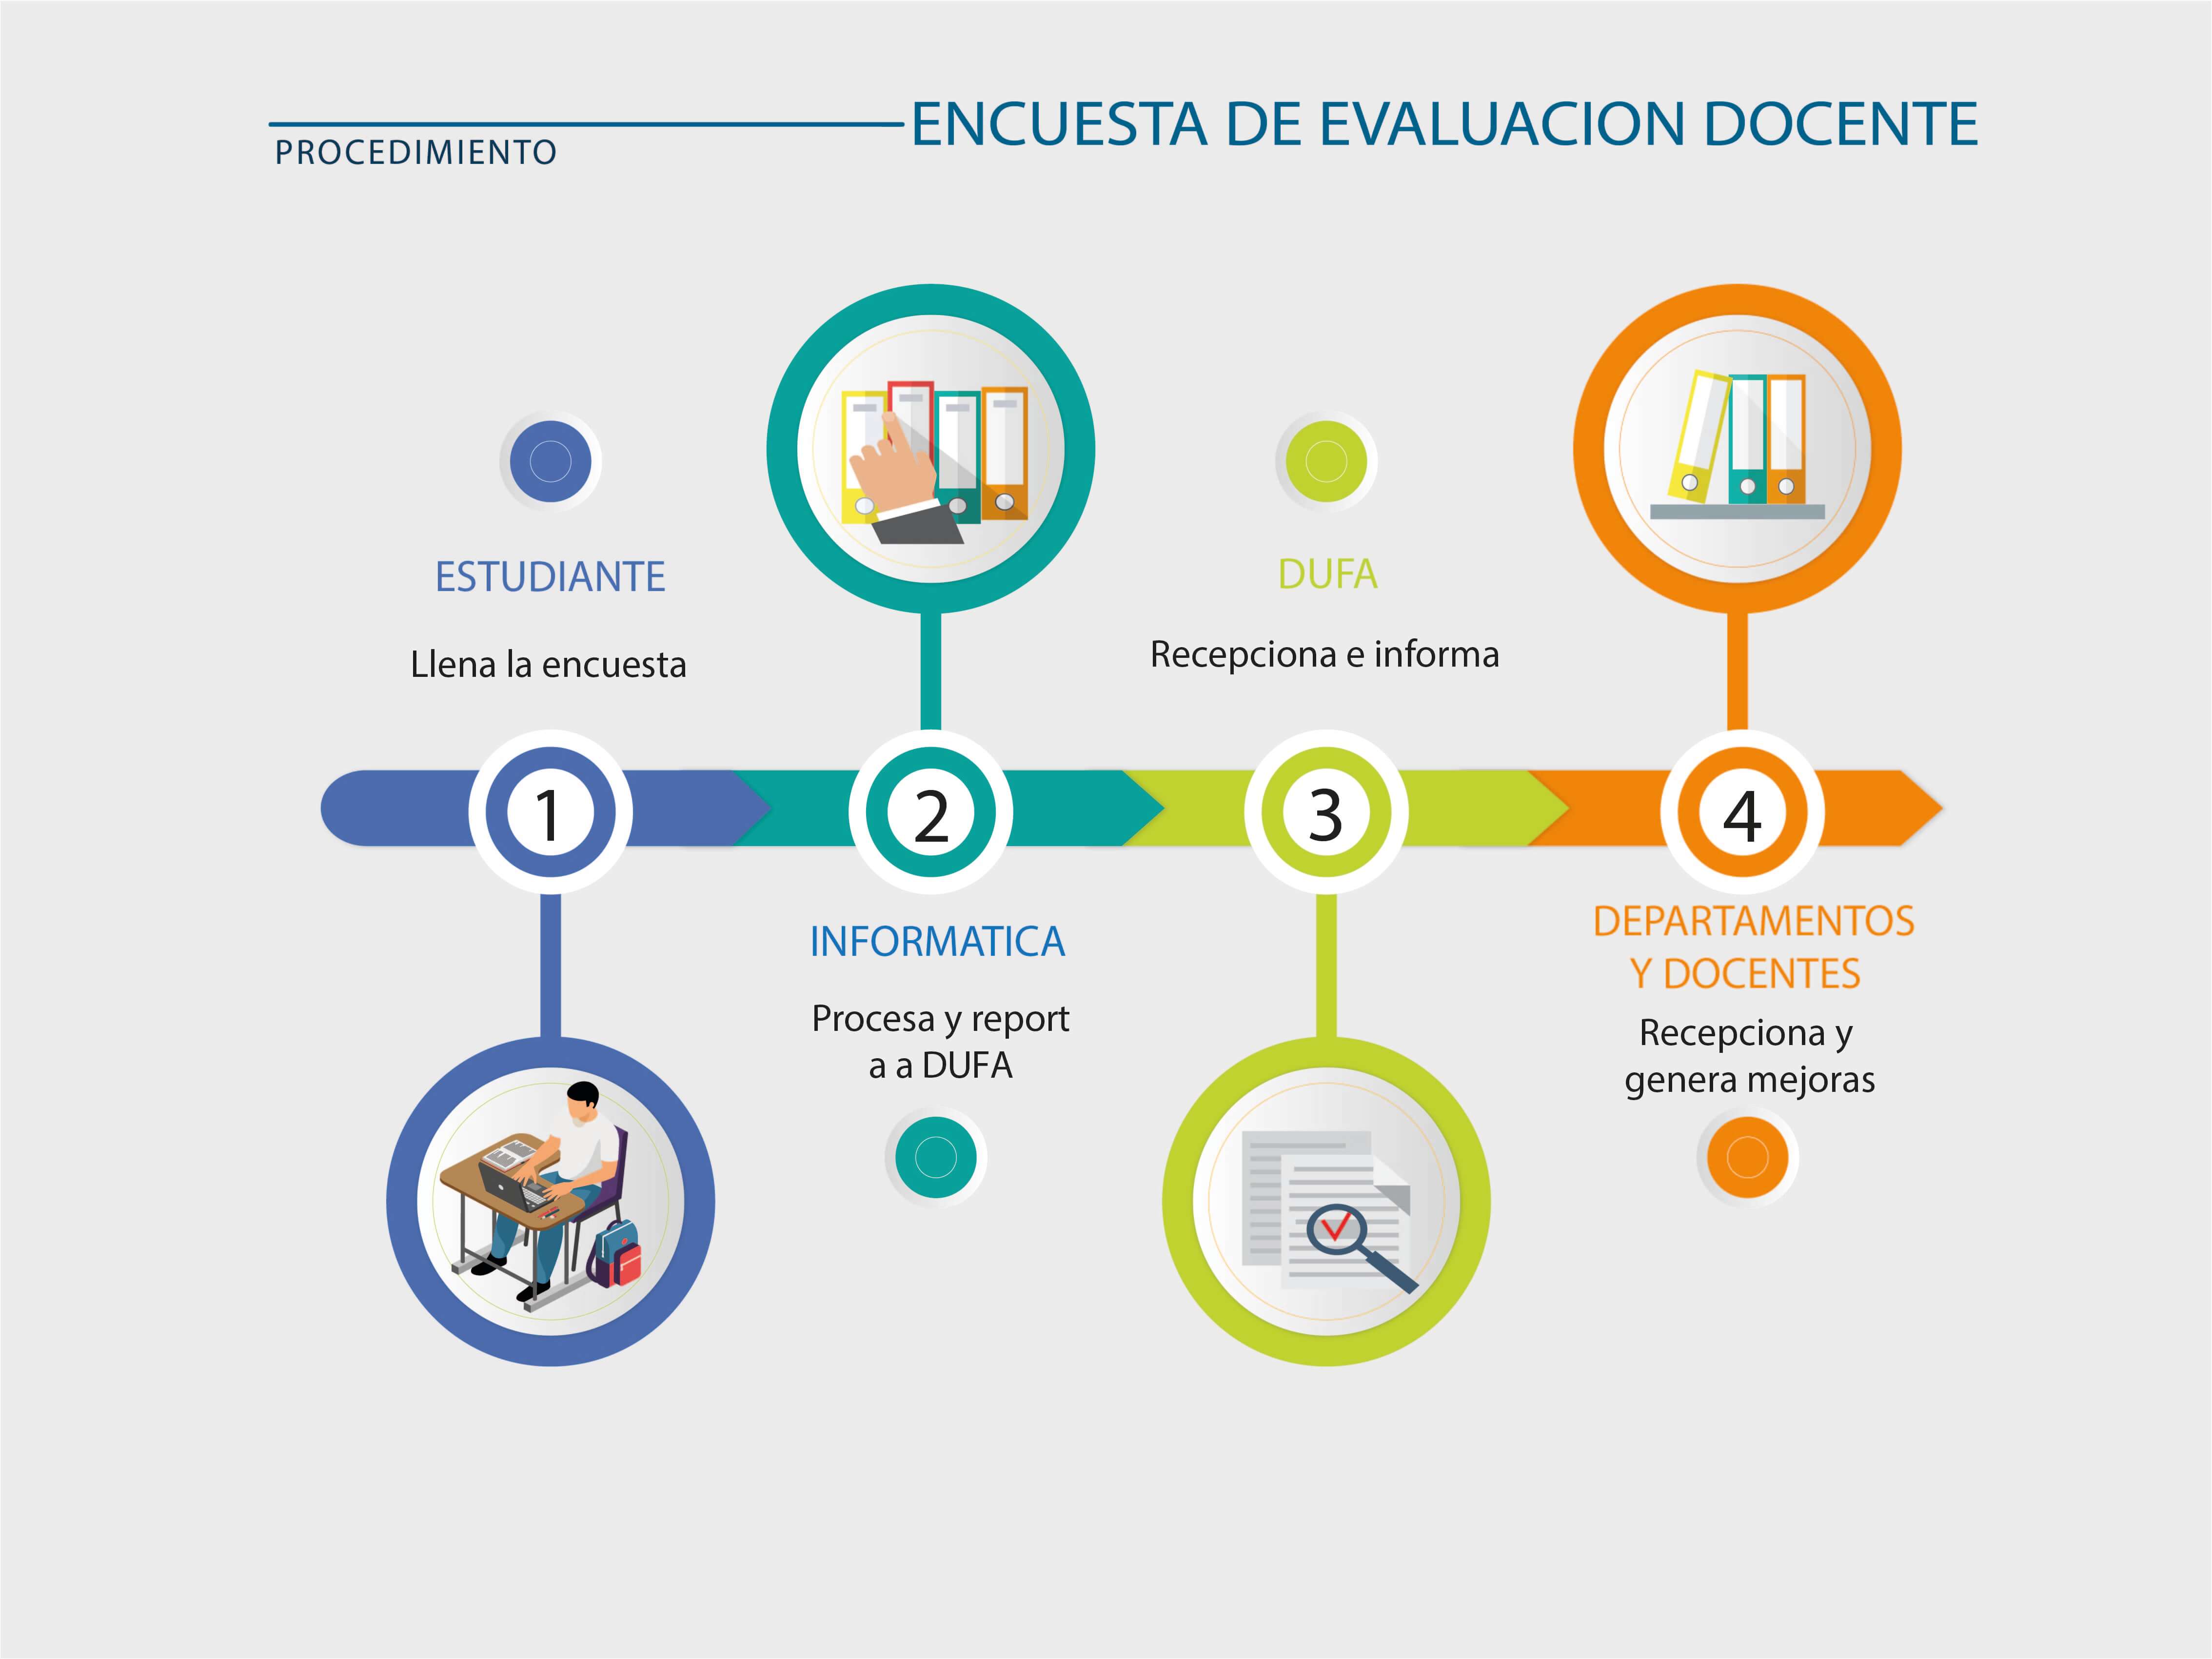 ENCUESTA DE EVALUACION DOCENTE
PROCEDIMIENTO
ESTUDIANTE
Llena la encuesta
DUFA
Recepciona e informa
1
2
3
4
INFORMATICA
Procesa y report
a a DUFA
DEPARTAMENTOS
Y DOCENTES
Recepciona y
genera mejoras